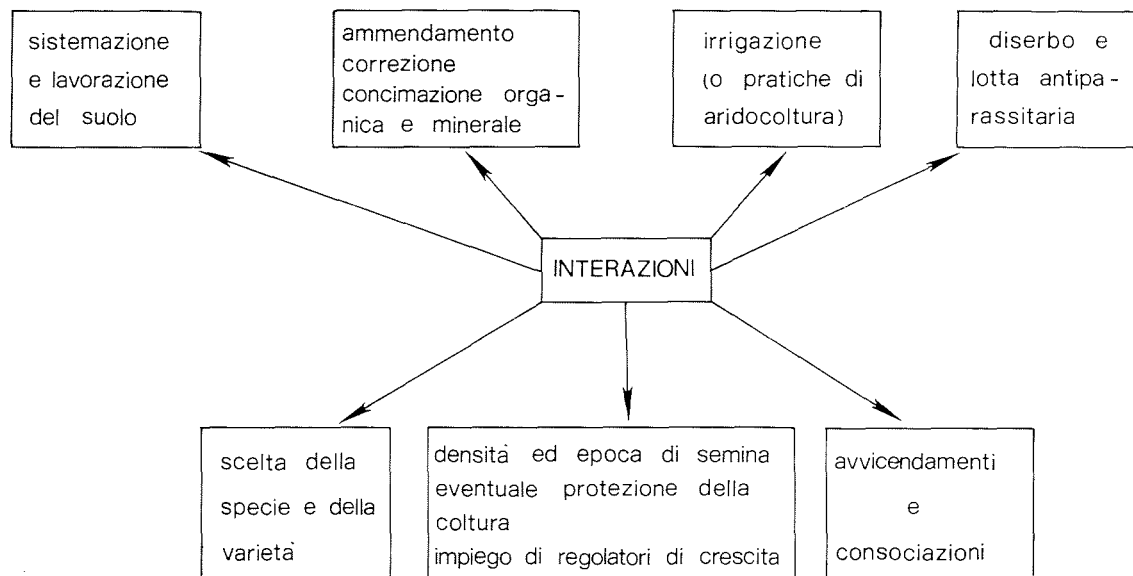 sistemazione
e lavorazione
del suolo
ammendamento
correzione
concimazione orga-
nica e minerale
irrigazione
(o pratiche di
aridocoltura)
diserbo e
lotta antipa-
rassitaria
INTERAZIONI
scelta della
specie e della
varietà
densità ed epoca di semina
eventuale protezione della
coltura
impiego di regolatori di crescita
avvicendamenti
e
consociazioni